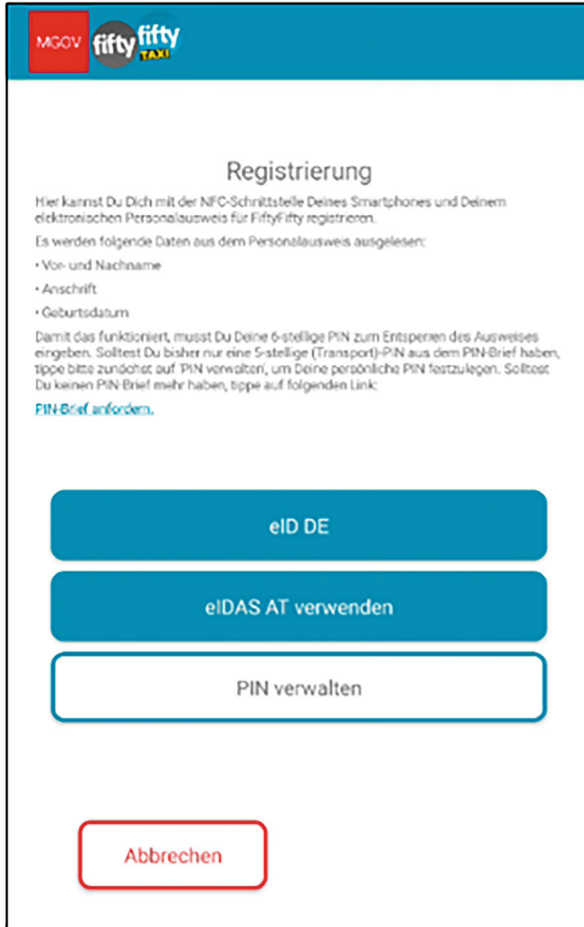 MGOV fifty fifty
TAXI
Registrierung
Hier kannst Du Dich mit der NFC-Schnittstelle Deines Smartphones und Deinem
elektronischen Personalausweis für FiftyFifty registrieren.
Es werden folgende Daten aus dem Personalausweis ausgelesen:
• Vor- und Nachname
• Anschrift
• Geburtsdatum
Damit das funktioniert, musst Du Deine 6-stellige PIN zum Entsperren des Ausweises
eingeben. Solltest Du bisher nur eine 5-stellige (Transport)-PIN aus dem PIN-Brief haben,
tippe bitte zunächst auf 'PIN verwalten', um Deine persönliche PIN festzulegen. Solltest
Du keinen PIN-Brief mehr haben, tippe auf folgenden Link:
PIN-Brief anfordern.
eID DE
eIDAS AT verwenden
PIN verwalten
Abbrechen